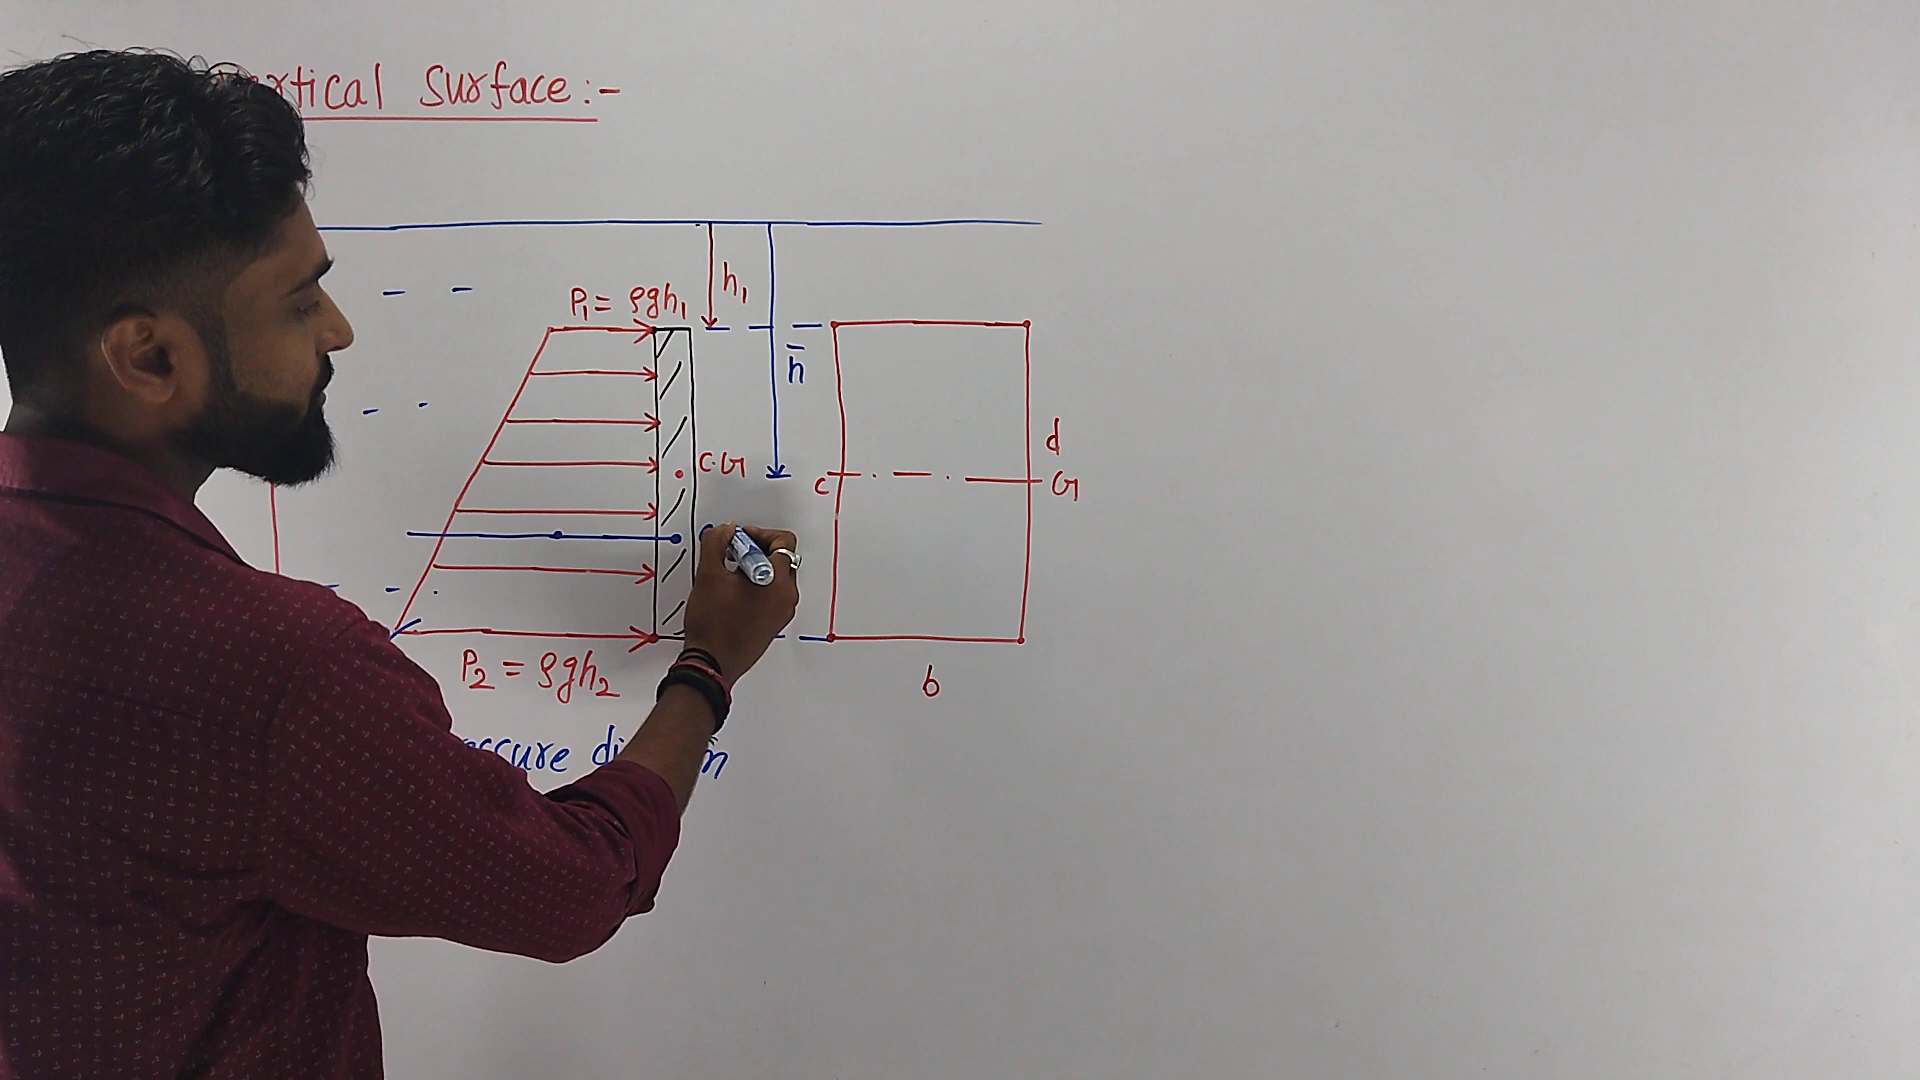 Surface:-
h₁
P₁ = ρgh₁
h̄
d
C.G
C
G
P₂ = ρgh₂
b